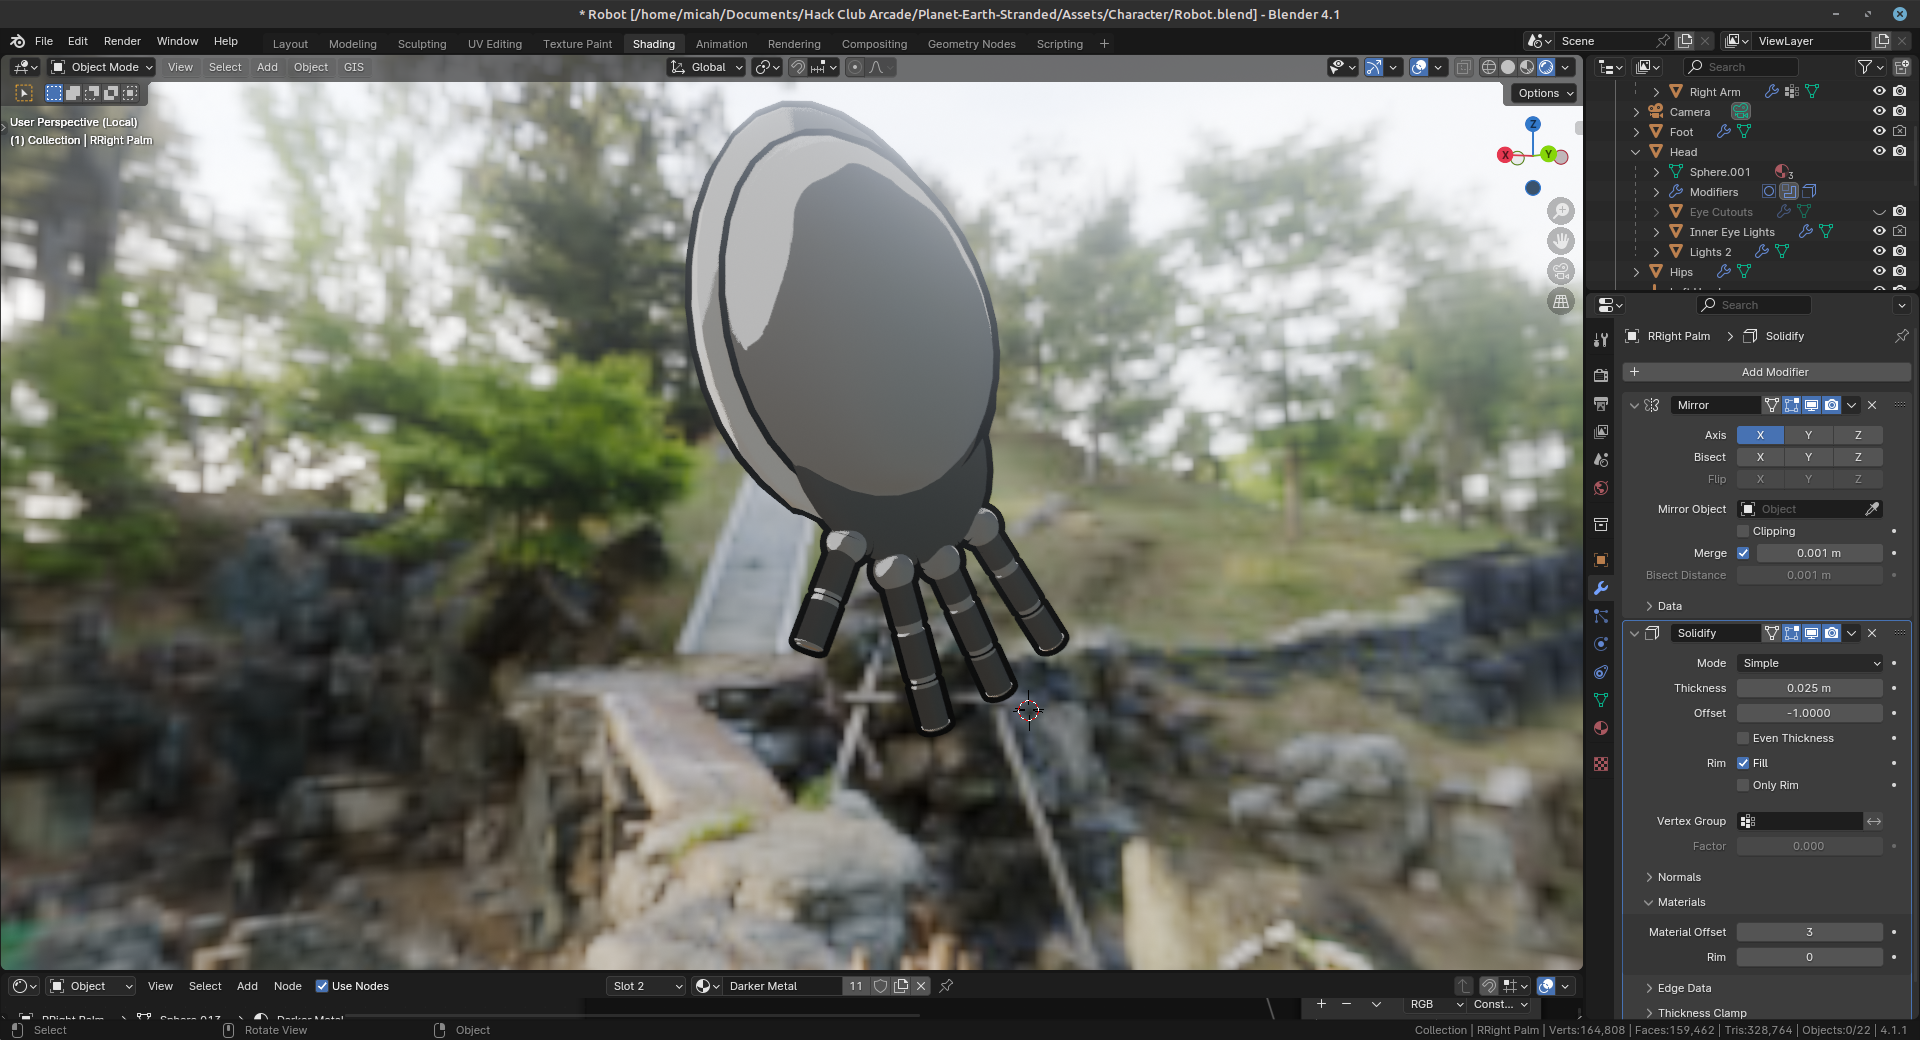 * Robot [/home/micah/Documents/Hack Club Arcade/Planet-Earth-Stranded/Assets/Character/Robot.blend] - Blender 4.1
File Edit Render Window Help Layout Modeling Sculpting UV Editing Texture Paint Shading Animation Rendering Compositing Geometry Nodes Scripting + Scene ViewLayer
Object Mode View Select Add Object GIS Global Search
Options
User Perspective (Local)
(1) Collection | RRight Palm
Z
X Y
Right Arm
Camera
Foot
Head
Sphere.001 3
Modifiers
Eye Cutouts
Inner Eye Lights
Lights 2
Hips
Search
RRight Palm > Solidify
+ Add Modifier
Mirror
Axis X Y Z
Bisect X Y Z
Flip X Y Z
Mirror Object Object
Clipping
Merge 0.001 m
Bisect Distance 0.001 m
Data
Solidify
Mode Simple
Thickness 0.025 m
Offset -1.0000
Even Thickness
Rim Fill
Only Rim
Vertex Group
Factor 0.000
Normals
Materials
Material Offset 3
Rim 0
Edge Data
Thickness Clamp
Object View Select Add Node Use Nodes Slot 2 Darker Metal 11
RGB Const...
RRight Palm > Sphere.013 > Darker Metal
Select Rotate View Object Collection | RRight Palm | Verts:164,808 | Faces:159,462 | Tris:328,764 | Objects:0/22 | 4.1.1